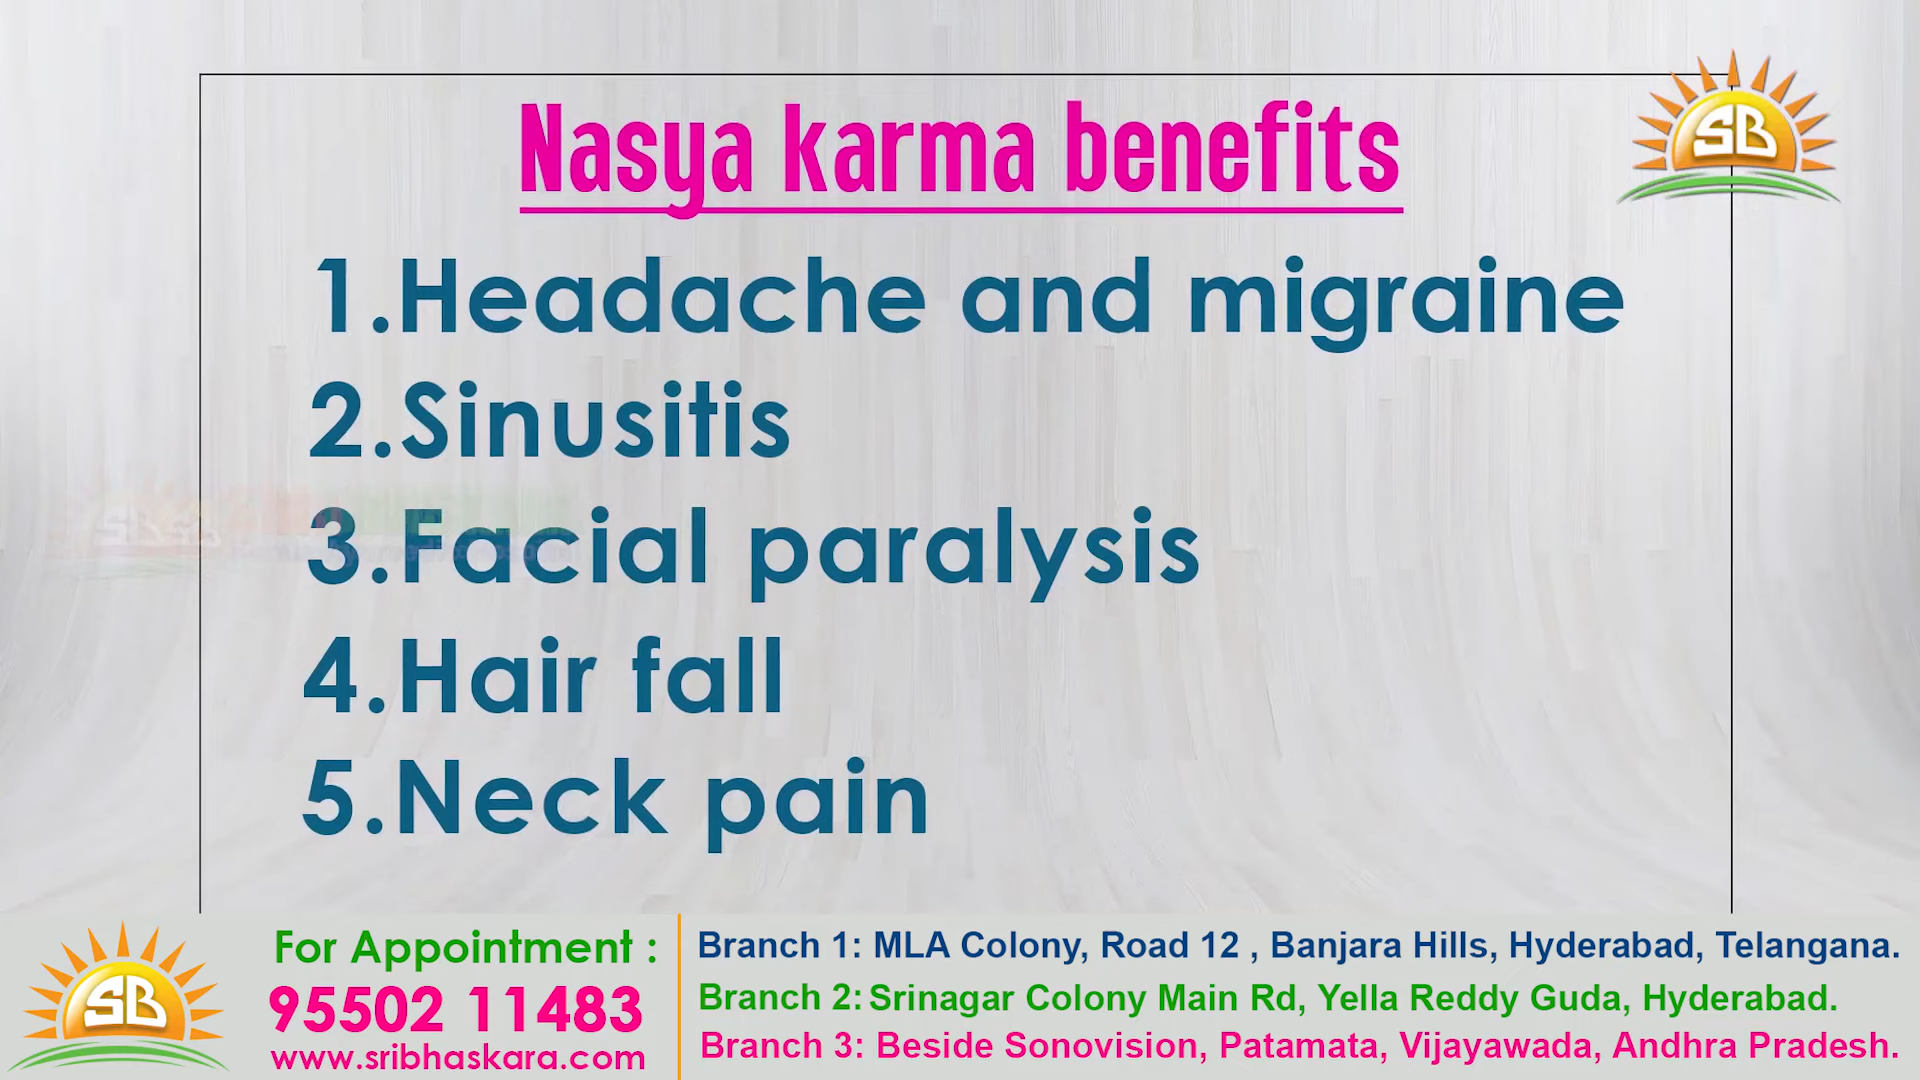 Nasya karma benefits
SB
1.Headache and migraine
2.Sinusitis
3.Facial paralysis
4.Hair fall
5.Neck pain
SB
For Appointment :
95502 11483
www.sribhaskara.com
Branch 1: MLA Colony, Road 12 , Banjara Hills, Hyderabad, Telangana.
Branch 2: Srinagar Colony Main Rd, Yella Reddy Guda, Hyderabad.
Branch 3: Beside Sonovision, Patamata, Vijayawada, Andhra Pradesh.